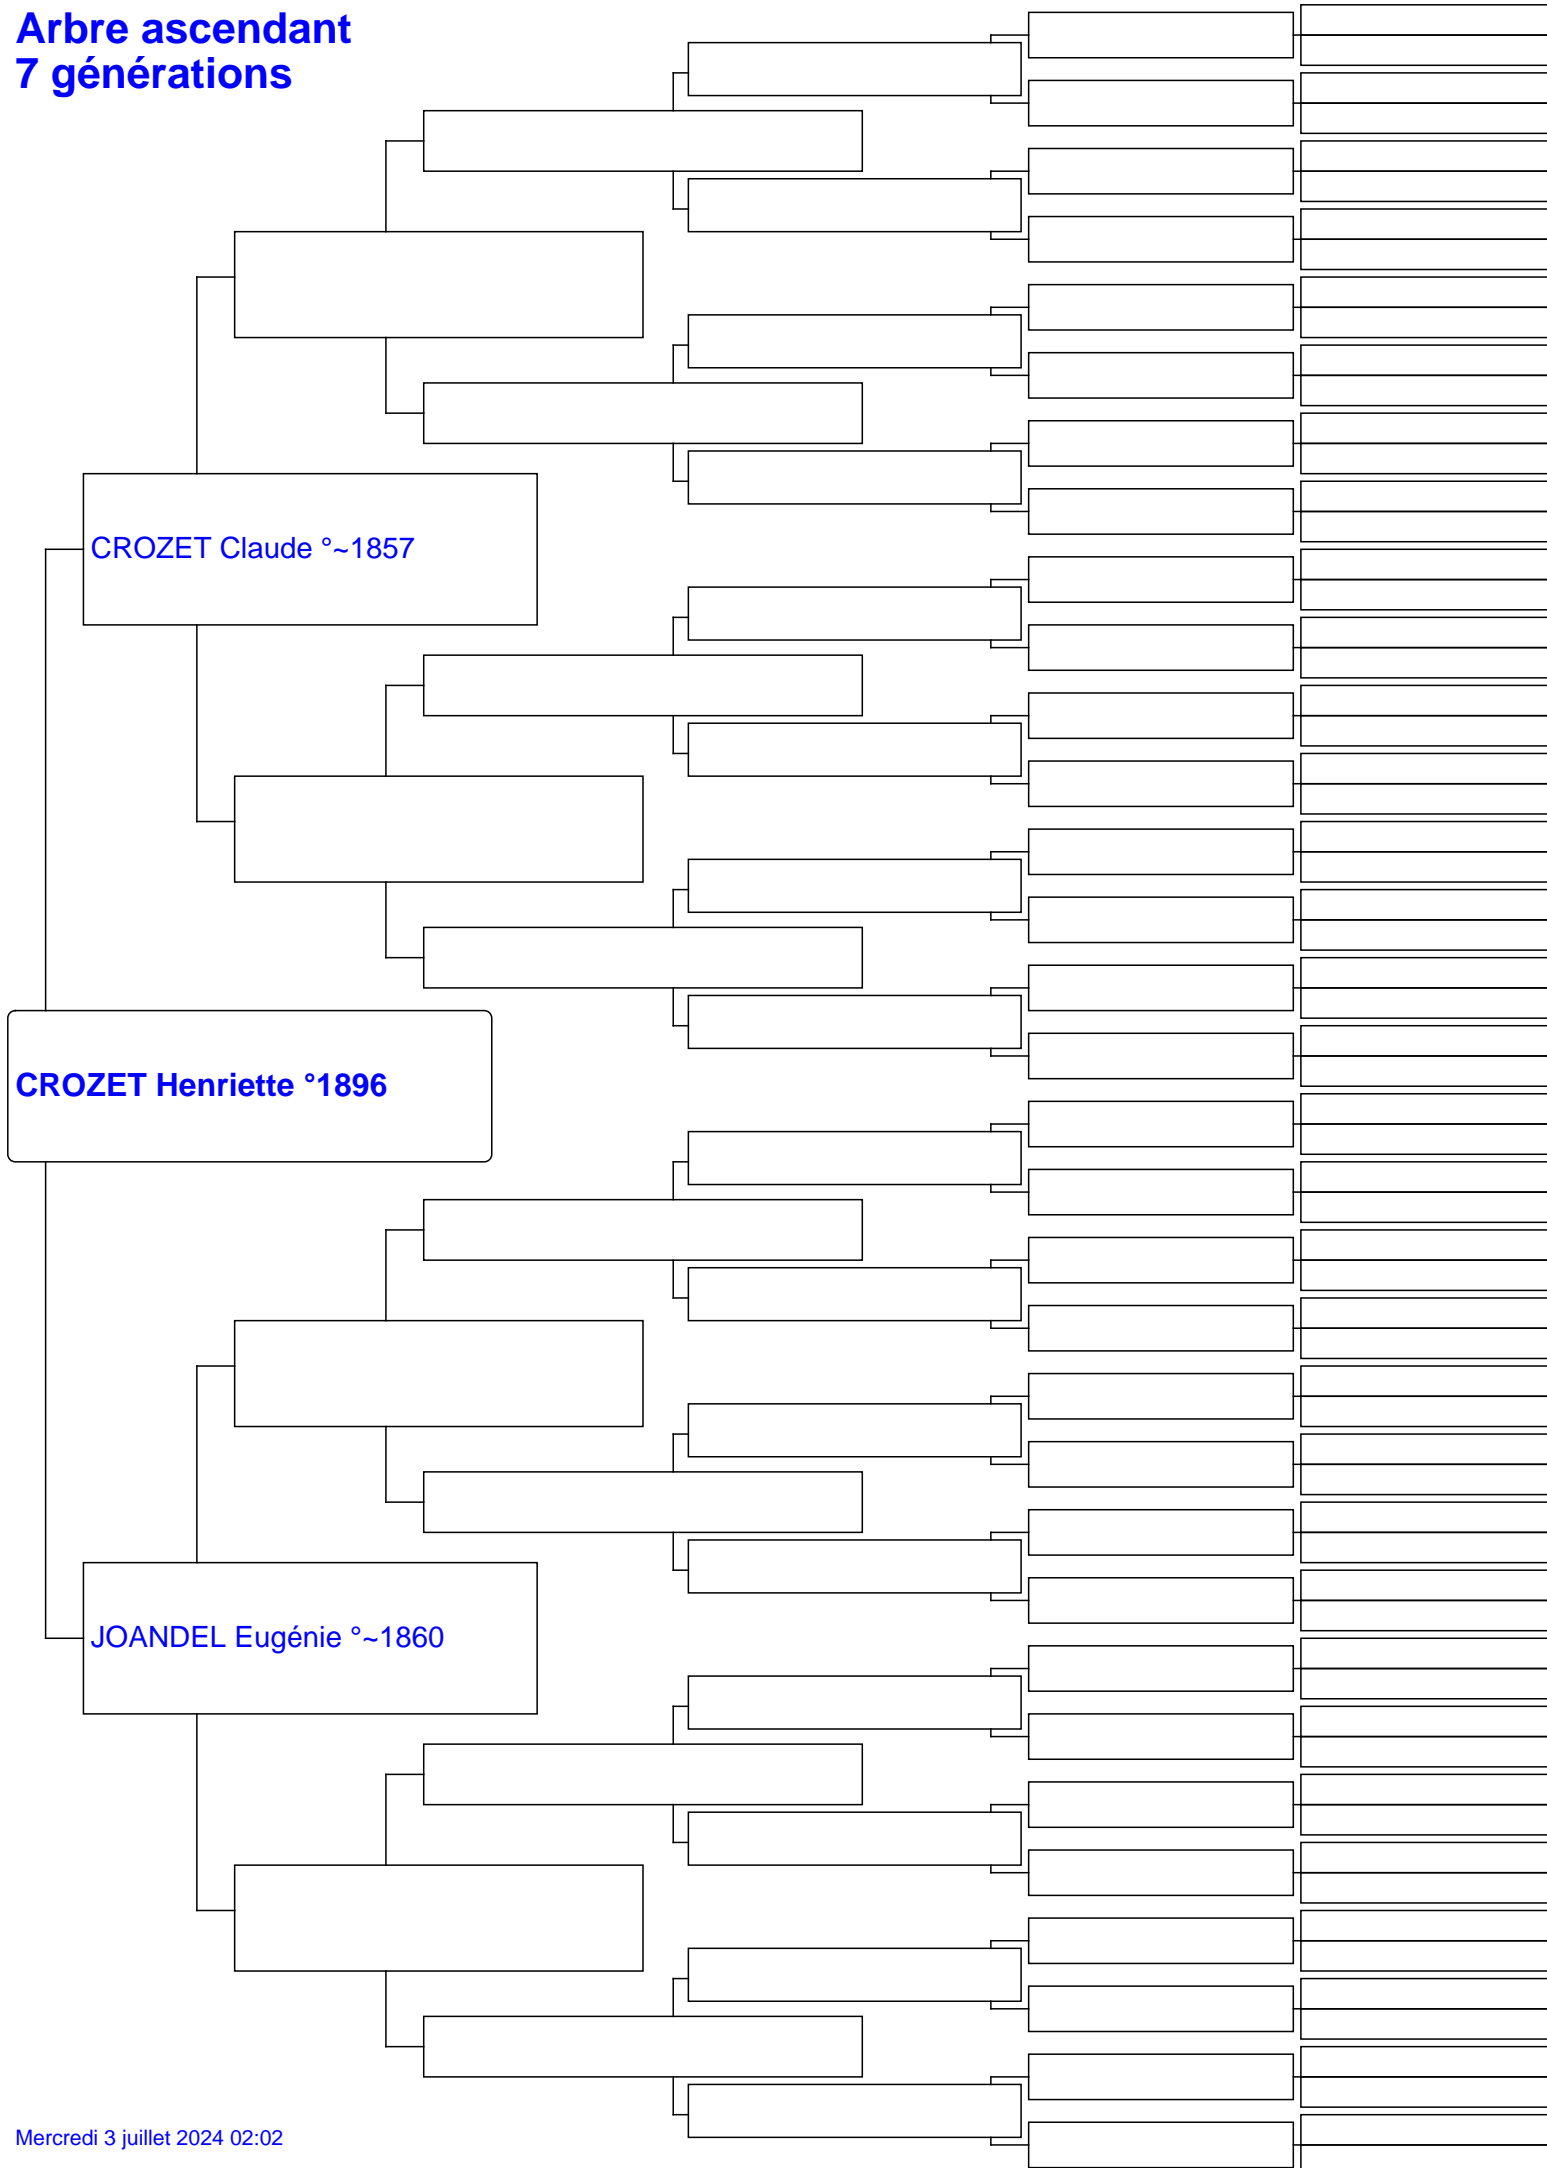 Arbre ascendant
7 générations
CROZET Claude °~1857
CROZET Henriette °1896
JOANDEL Eugénie °~1860
Mercredi 3 juillet 2024 02:02